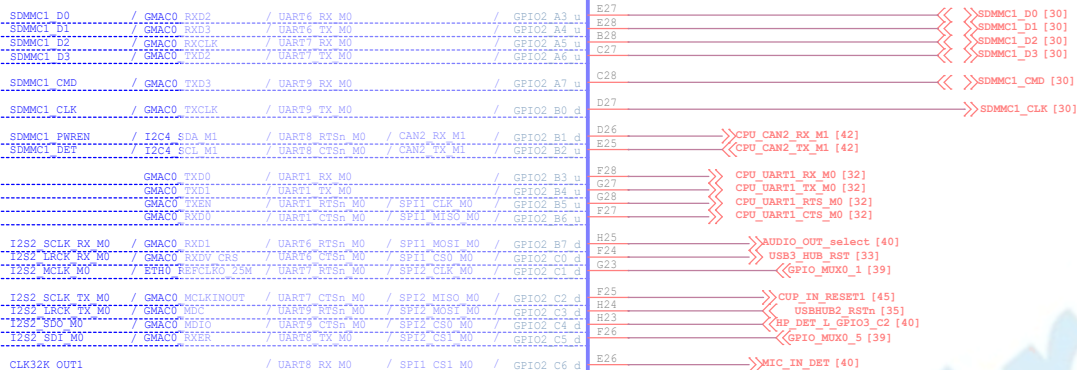 SDMMC1_D0 / GMAC0_RXD2 / UART6_RX_M0 / GPIO2_A3_u E27 SDMMC1_D0 [30]
SDMMC1_D1 / GMAC0_RXD3 / UART6_TX_M0 / GPIO2_A4_u E28 SDMMC1_D1 [30]
SDMMC1_D2 / GMAC0_RXCLK / UART7_RX_M0 / GPIO2_A5_u B28 SDMMC1_D2 [30]
SDMMC1_D3 / GMAC0_TXD2 / UART7_TX_M0 / GPIO2_A6_u C27 SDMMC1_D3 [30]
SDMMC1_CMD / GMAC0_TXD3 / UART9_RX_M0 / GPIO2_A7_u C28 SDMMC1_CMD [30]
SDMMC1_CLK / GMAC0_TXCLK / UART9_TX_M0 / GPIO2_B0_d D27 SDMMC1_CLK [30]
SDMMC1_PWREN / I2C4_SDA_M1 / UART8_RTSn_M0 / CAN2_RX_M1 / GPIO2_B1_d D26 CPU_CAN2_RX_M1 [42]
SDMMC1_DET / I2C4_SCL_M1 / UART8_CTSn_M0 / CAN2_TX_M1 / GPIO2_B2_u E25 CPU_CAN2_TX_M1 [42]
GMAC0_TXD0 / UART1_RX_M0 / GPIO2_B3_u F28 CPU_UART1_RX_M0 [32]
GMAC0_TXD1 / UART1_TX_M0 / GPIO2_B4_u G27 CPU_UART1_TX_M0 [32]
GMAC0_TXEN / UART1_RTSn_M0 / SPI1_CLK_M0 / GPIO2_B5_u G28 CPU_UART1_RTS_M0 [32]
GMAC0_RXD0 / UART1_CTSn_M0 / SPI1_MISO_M0 / GPIO2_B6_u F27 CPU_UART1_CTS_M0 [32]
I2S2_SCLK_RX_M0 / GMAC0_RXD1 / UART6_RTSn_M0 / SPI1_MOSI_M0 / GPIO2_B7_d H25 AUDIO_OUT_select [40]
I2S2_LRCK_RX_M0 / GMAC0_RXDV_CRS / UART6_CTSn_M0 / SPI1_CS0_M0 / GPIO2_C0_d F24 USB3_HUB_RST [33]
I2S2_MCLK_M0 / ETH0_REFCLKO_25M / UART7_RTSn_M0 / SPI2_CLK_M0 / GPIO2_C1_d G23 GPIO_MUX0_1 [39]
I2S2_SCLK_TX_M0 / GMAC0_MCLKINOUT / UART7_CTSn_M0 / SPI2_MISO_M0 / GPIO2_C2_d F25 CUP_IN_RESET1 [45]
I2S2_LRCK_TX_M0 / GMAC0_MDC / UART9_RTSn_M0 / SPI2_MOSI_M0 / GPIO2_C3_d H24 USBHUB2_RSTn [35]
I2S2_SDO_M0 / GMAC0_MDIO / UART9_CTSn_M0 / SPI2_CS0_M0 / GPIO2_C4_d H23 HP_DET_L_GPIO3_C2 [40]
I2S2_SDI_M0 / GMAC0_RXER / UART8_TX_M0 / SPI2_CS1_M0 / GPIO2_C5_d F26 GPIO_MUX0_5 [39]
CLK32K_OUT1 / UART8_RX_M0 / SPI1_CS1_M0 / GPIO2_C6_d E26 MIC_IN_DET [40]